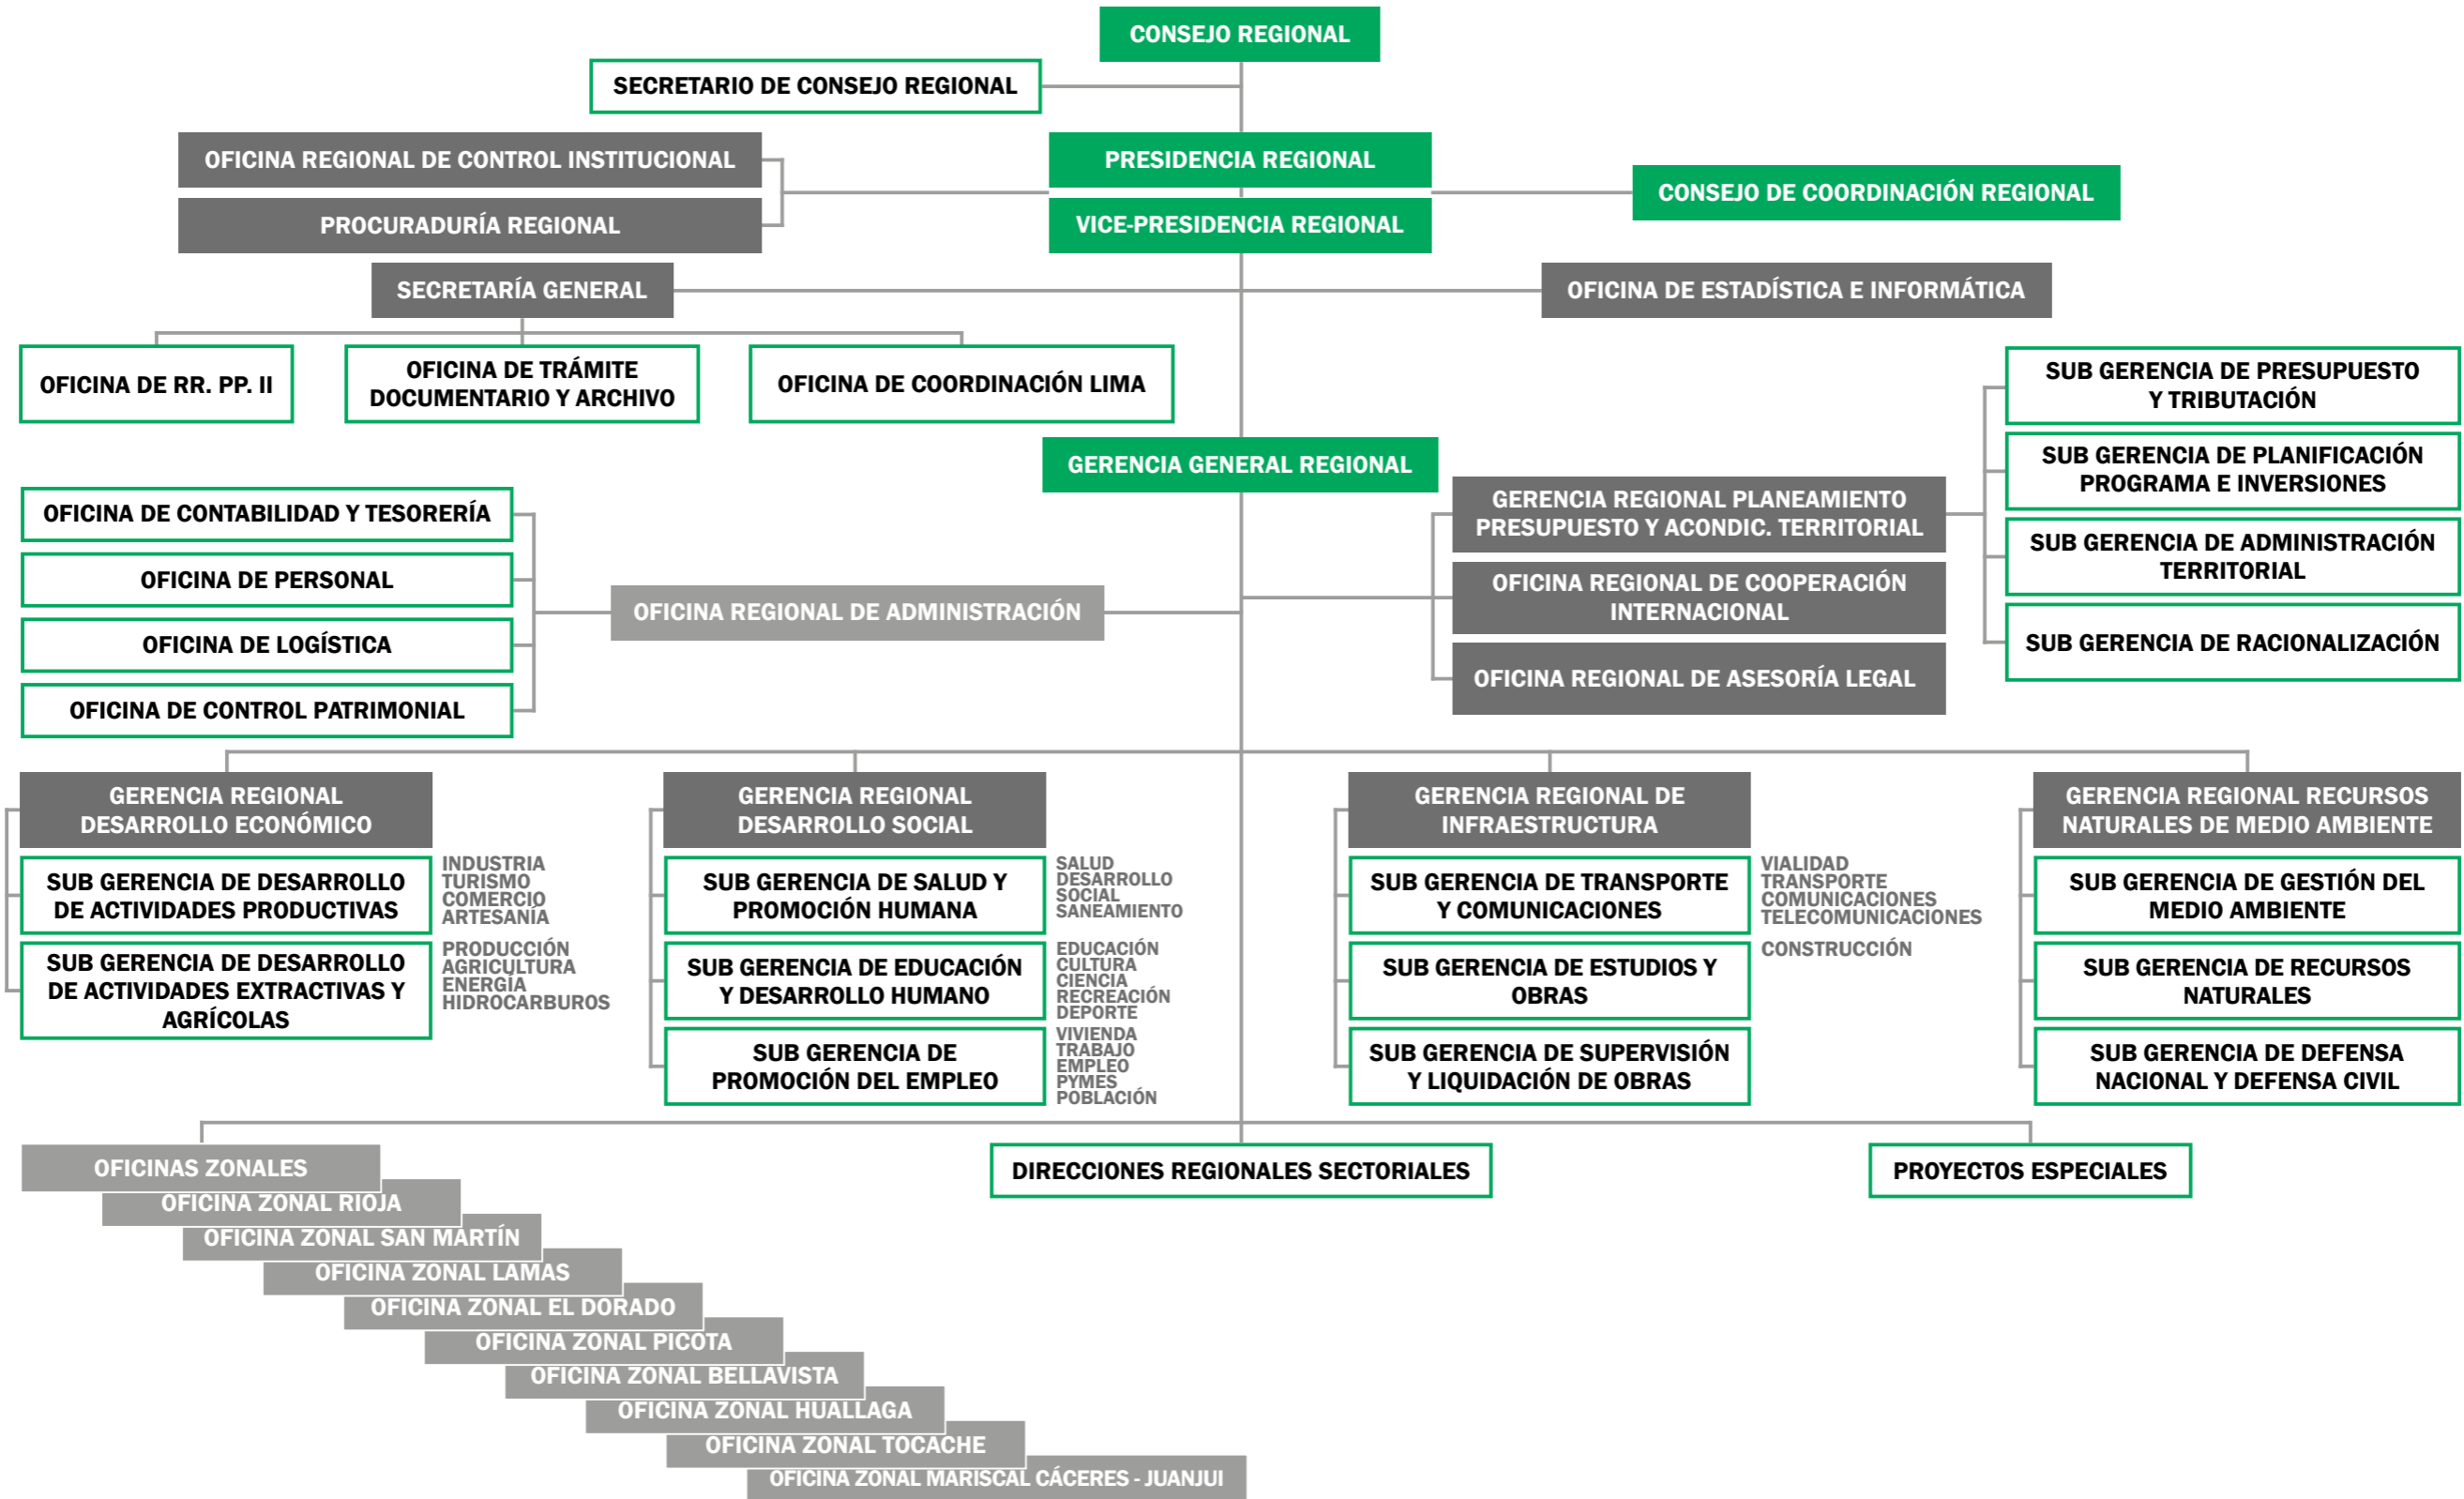 CONSEJO REGIONAL
SECRETARIO DE CONSEJO REGIONAL
OFICINA REGIONAL DE CONTROL INSTITUCIONAL
PRESIDENCIA REGIONAL
CONSEJO DE COORDINACIÓN REGIONAL
PROCURADURÍA REGIONAL
VICE-PRESIDENCIA REGIONAL
SECRETARÍA GENERAL
OFICINA DE ESTADÍSTICA E INFORMÁTICA
OFICINA DE RR. PP. II
OFICINA DE TRÁMITE
DOCUMENTARIO Y ARCHIVO
OFICINA DE COORDINACIÓN LIMA
GERENCIA GENERAL REGIONAL
OFICINA DE CONTABILIDAD Y TESORERÍA
OFICINA DE PERSONAL
OFICINA DE LOGÍSTICA
OFICINA DE CONTROL PATRIMONIAL
OFICINA REGIONAL DE ADMINISTRACIÓN
GERENCIA REGIONAL PLANEAMIENTO
PRESUPUESTO Y ACONDIC. TERRITORIAL
OFICINA REGIONAL DE COOPERACIÓN
INTERNACIONAL
OFICINA REGIONAL DE ASESORÍA LEGAL
SUB GERENCIA DE PRESUPUESTO
Y TRIBUTACIÓN
SUB GERENCIA DE PLANIFICACIÓN
PROGRAMA E INVERSIONES
SUB GERENCIA DE ADMINISTRACIÓN
TERRITORIAL
SUB GERENCIA DE RACIONALIZACIÓN
GERENCIA REGIONAL
DESARROLLO ECONÓMICO
SUB GERENCIA DE DESARROLLO
DE ACTIVIDADES PRODUCTIVAS
INDUSTRIA
TURISMO
COMERCIO
ARTESANÍA
SUB GERENCIA DE DESARROLLO
DE ACTIVIDADES EXTRACTIVAS Y
AGRÍCOLAS
PRODUCCIÓN
AGRICULTURA
ENERGÍA
HIDROCARBUROS
GERENCIA REGIONAL
DESARROLLO SOCIAL
SUB GERENCIA DE SALUD Y
PROMOCIÓN HUMANA
SALUD
DESARROLLO
SOCIAL
SANEAMIENTO
SUB GERENCIA DE EDUCACIÓN
Y DESARROLLO HUMANO
EDUCACIÓN
CULTURA
CIENCIA
RECREACIÓN
DEPORTE
SUB GERENCIA DE
PROMOCIÓN DEL EMPLEO
VIVIENDA
TRABAJO
EMPLEO
PYMES
POBLACIÓN
GERENCIA REGIONAL DE
INFRAESTRUCTURA
SUB GERENCIA DE TRANSPORTE
Y COMUNICACIONES
VIALIDAD
TRANSPORTE
COMUNICACIONES
TELECOMUNICACIONES
SUB GERENCIA DE ESTUDIOS Y
OBRAS
CONSTRUCCIÓN
SUB GERENCIA DE SUPERVISIÓN
Y LIQUIDACIÓN DE OBRAS
GERENCIA REGIONAL RECURSOS
NATURALES DE MEDIO AMBIENTE
SUB GERENCIA DE GESTIÓN DEL
MEDIO AMBIENTE
SUB GERENCIA DE RECURSOS
NATURALES
SUB GERENCIA DE DEFENSA
NACIONAL Y DEFENSA CIVIL
OFICINAS ZONALES
DIRECCIONES REGIONALES SECTORIALES
PROYECTOS ESPECIALES
OFICINA ZONAL RIOJA
OFICINA ZONAL SAN MARTÍN
OFICINA ZONAL LAMAS
OFICINA ZONAL EL DORADO
OFICINA ZONAL PICOTA
OFICINA ZONAL BELLAVISTA
OFICINA ZONAL HUALLAGA
OFICINA ZONAL TOCACHE
OFICINA ZONAL MARISCAL CÁCERES - JUANJUI